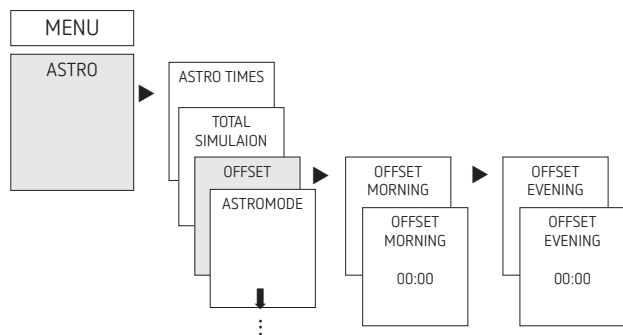 MENU
ASTRO
ASTRO TIMES
TOTAL
SIMULAION
OFFSET
ASTROMODE
OFFSET
MORNING
OFFSET
MORNING
00:00
OFFSET
EVENING
OFFSET
EVENING
00:00